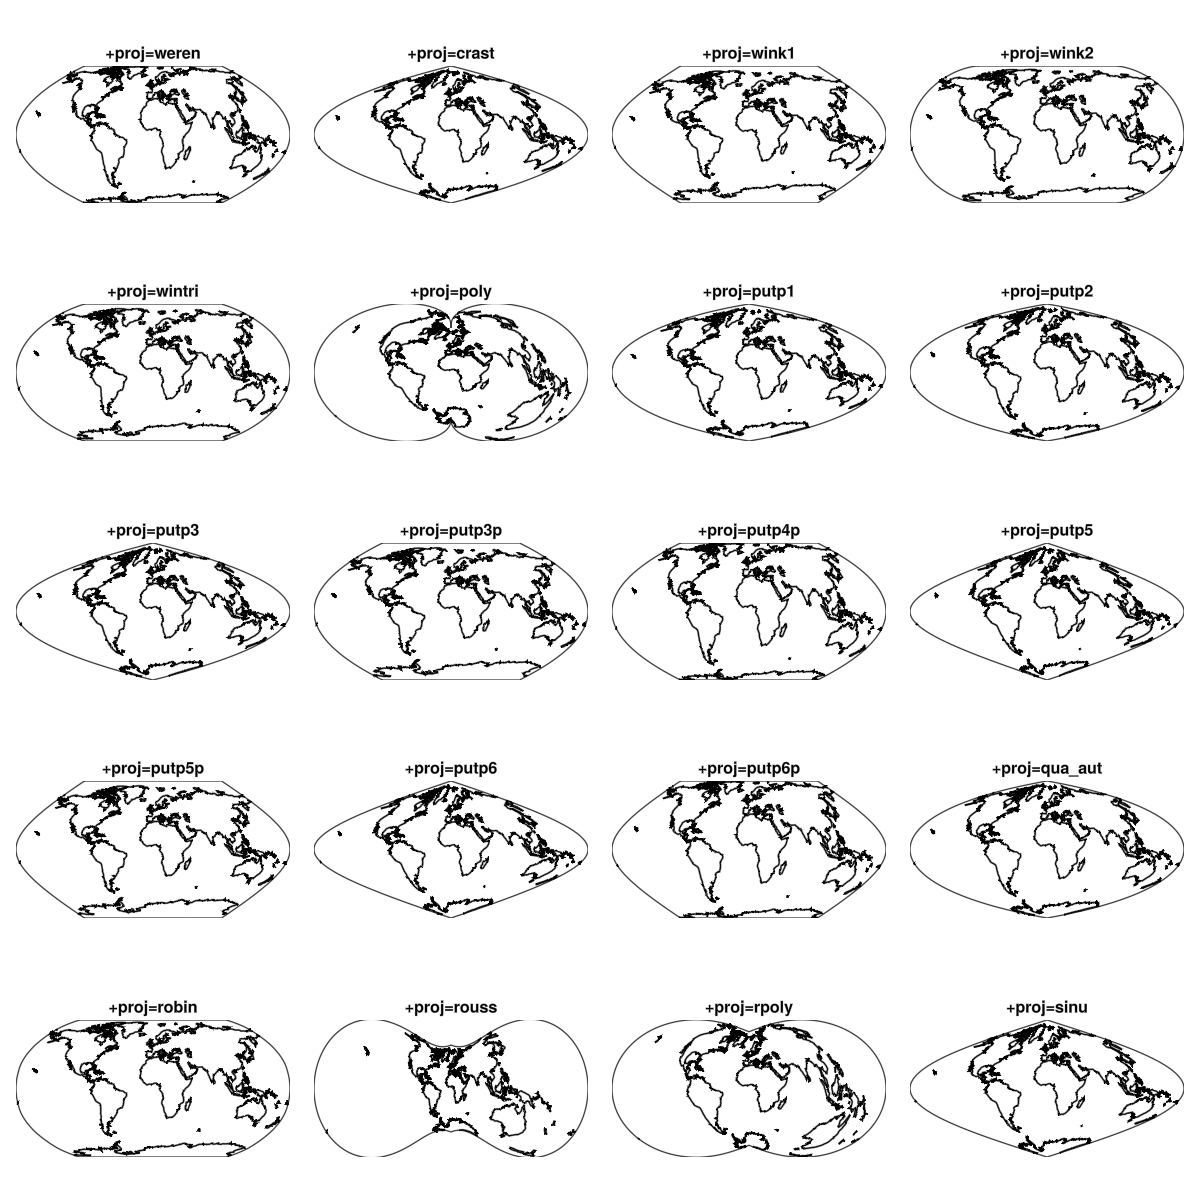 +proj=weren
+proj=crast
+proj=wink1
+proj=wink2
+proj=wintri
+proj=poly
+proj=putp1
+proj=putp2
+proj=putp3
+proj=putp3p
+proj=putp4p
+proj=putp5
+proj=putp5p
+proj=putp6
+proj=putp6p
+proj=qua_aut
+proj=robin
+proj=rouss
+proj=rpoly
+proj=sinu